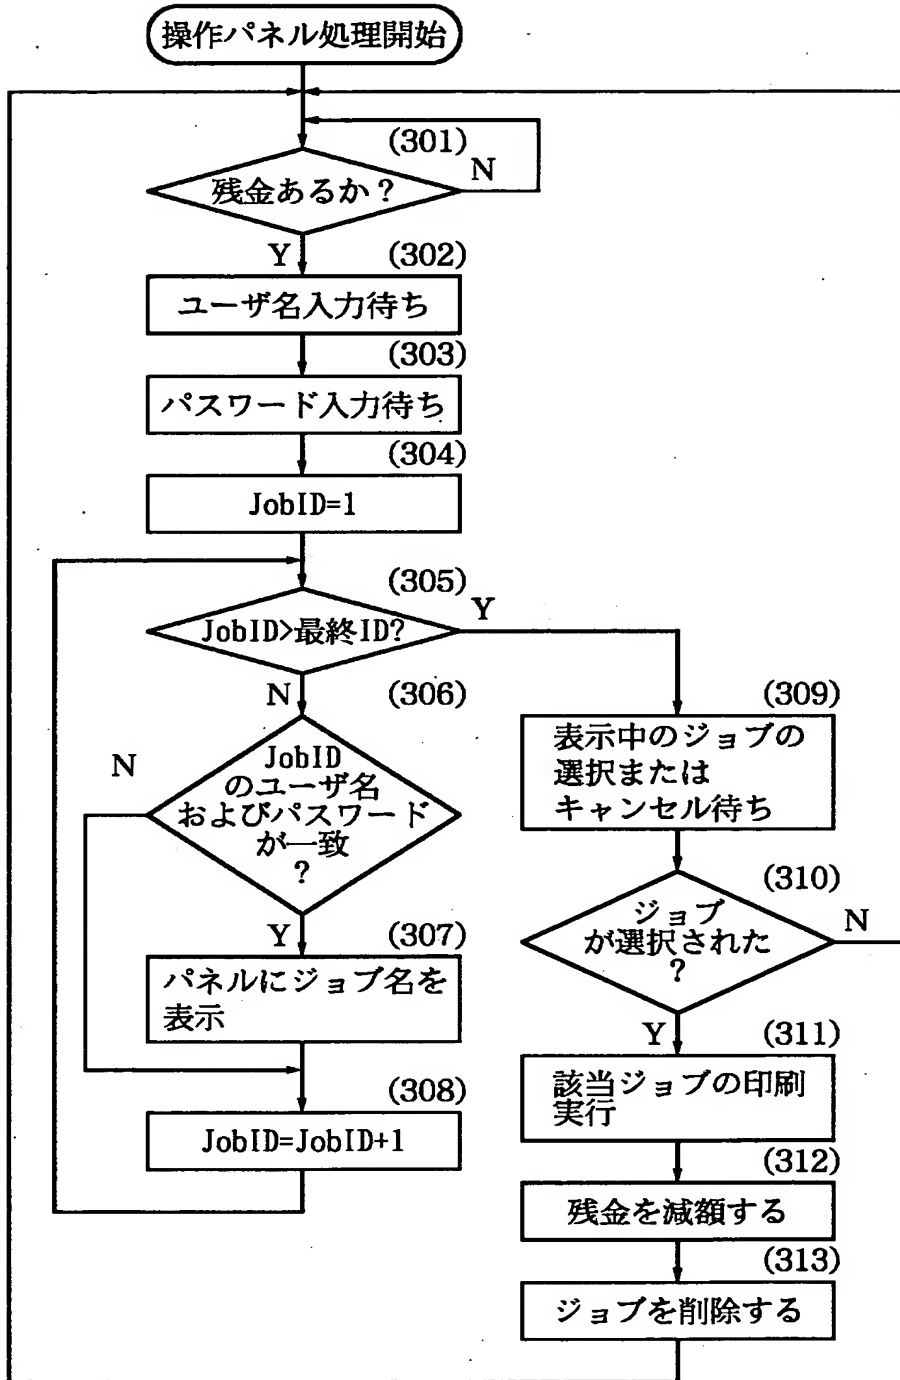 操作パネル処理開始
(301)
残金あるか？
N
Y
(302)
ユーザ名入力待ち
(303)
パスワード入力待ち
(304)
JobID=1
(305)
JobID>最終ID?
Y
N
(306)
JobID
のユーザ名
およびパスワード
が一致
?
N
Y
(307)
パネルにジョブ名を
表示
(308)
JobID=JobID+1
(309)
表示中のジョブの
選択または
キャンセル待ち
(310)
ジョブ
が選択された
?
N
Y
(311)
該当ジョブの印刷
実行
(312)
残金を減額する
(313)
ジョブを削除する